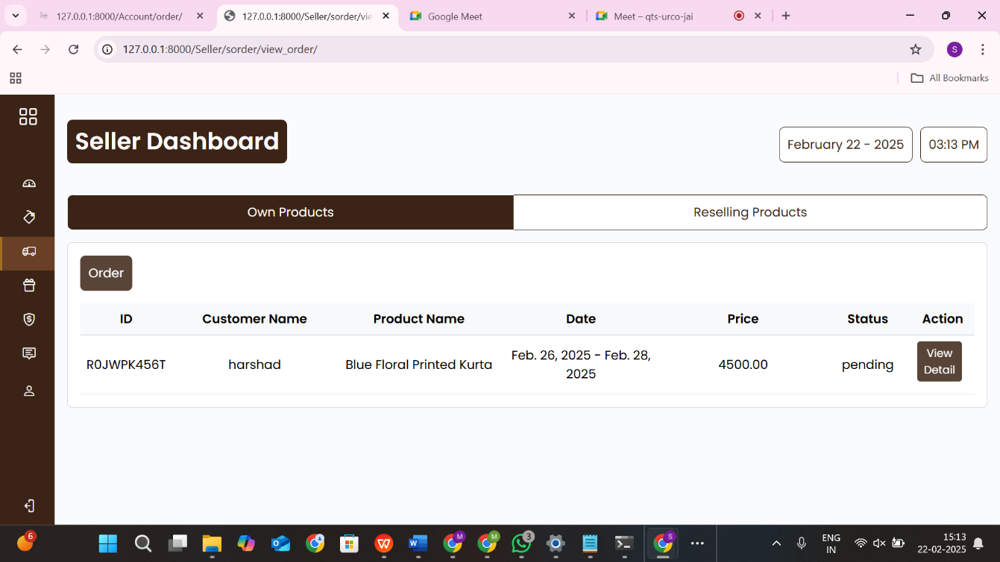 127.0.0.1:8000/Account/order/
127.0.0.1:8000/Seller/sorder/vie
Google Meet
Meet – qts-urco-jai
127.0.0.1:8000/Seller/sorder/view_order/
S
All Bookmarks
Seller Dashboard
February 22 - 2025
03:13 PM
Own Products
Reselling Products
Order
ID Customer Name Product Name Date Price Status Action
R0JWPK456T harshad Blue Floral Printed Kurta Feb. 26, 2025 - Feb. 28, 2025 4500.00 pending View Detail
6
M
M
3
S
ENG
IN
15:13
22-02-2025